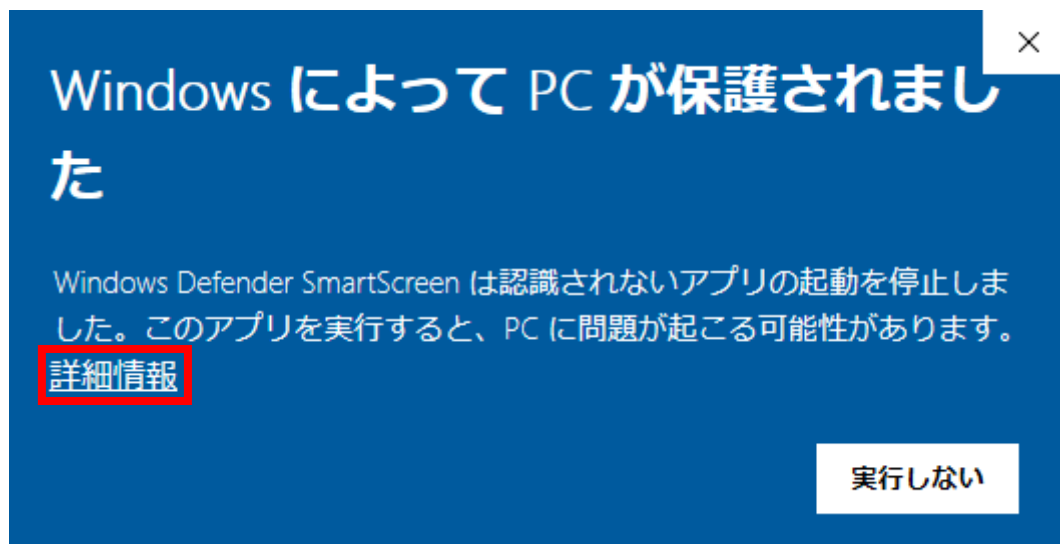 Windows によって PC が保護されまし
た
Windows Defender SmartScreen は認識されないアプリの起動を停止しま
した。このアプリを実行すると、PC に問題が起こる可能性があります。
詳細情報
実行しない